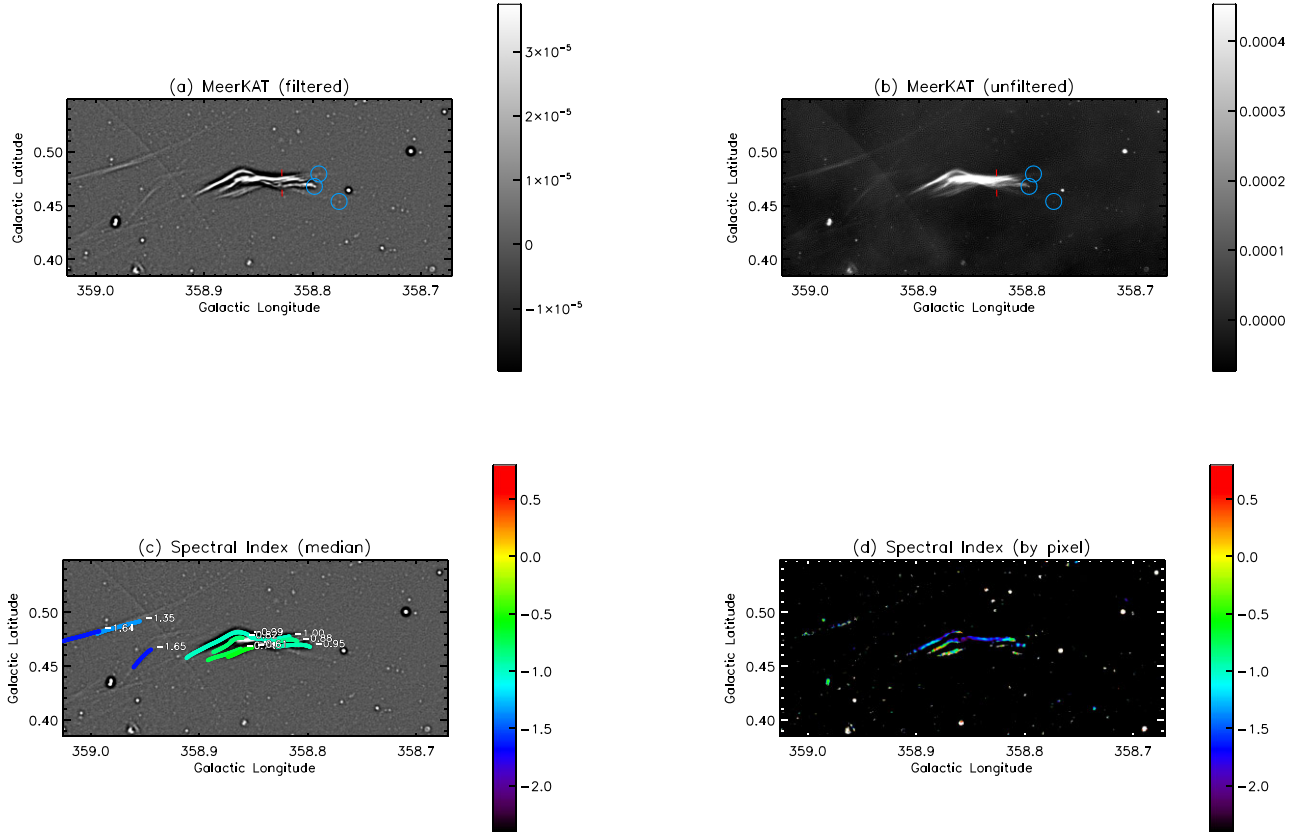 (a) MeerKAT (filtered)
Galactic Latitude
0.50
0.45
0.40
359.0 358.9 358.8 358.7
Galactic Longitude
3×10⁻⁵
2×10⁻⁵
1×10⁻⁵
0
−1×10⁻⁵
(b) MeerKAT (unfiltered)
Galactic Latitude
0.50
0.45
0.40
359.0 358.9 358.8 358.7
Galactic Longitude
0.0004
0.0003
0.0002
0.0001
0.0000
(c) Spectral Index (median)
Galactic Latitude
0.50
0.45
0.40
−1.35
−1.64
−1.65
−1.00
−0.88
−0.95
359.0 358.9 358.8 358.7
Galactic Longitude
0.5
0.0
−0.5
−1.0
−1.5
−2.0
(d) Spectral Index (by pixel)
Galactic Latitude
0.50
0.45
0.40
359.0 358.9 358.8 358.7
Galactic Longitude
0.5
0.0
−0.5
−1.0
−1.5
−2.0